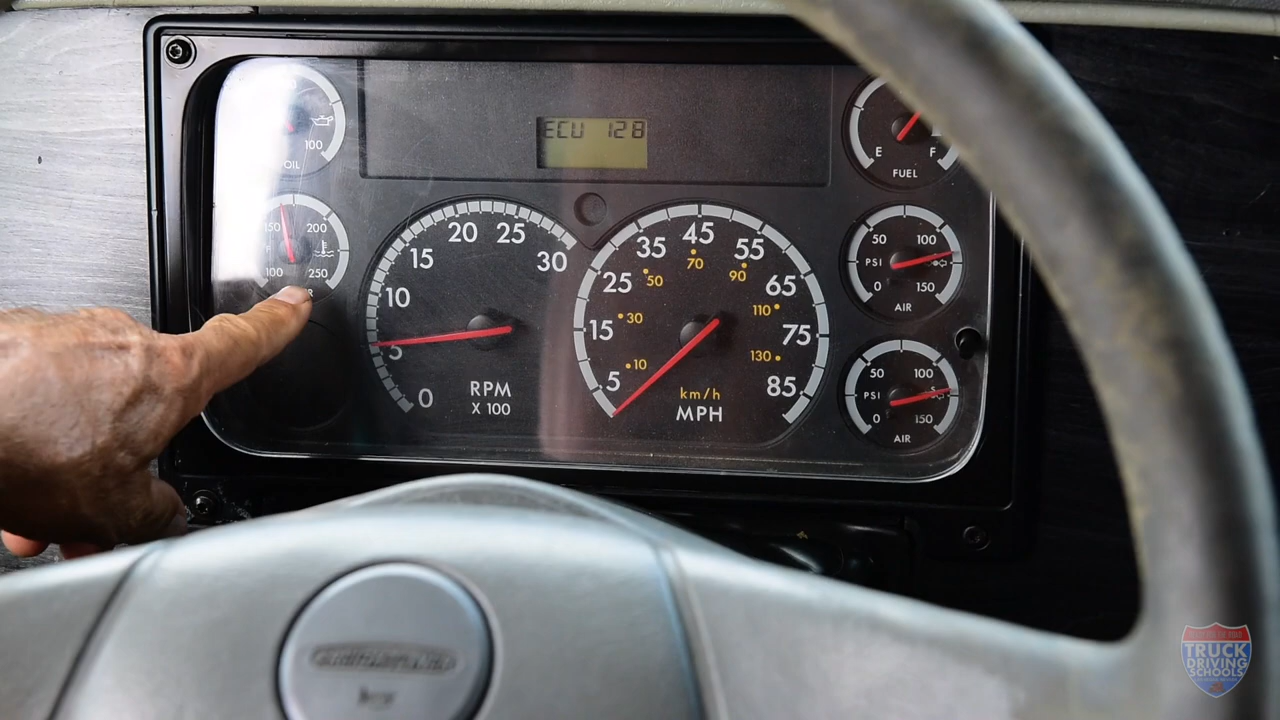 100
OIL
150
200
F
100
250
ECU 128
E
F
FUEL
0
5
10
15
20
25
30
RPM
X 100
5
15
25
35
45
55
65
75
85
10
30
50
70
90
110
130
km/h
MPH
50
100
PSI
0
150
AIR
50
100
PSI
S
0
150
AIR
TRUCK
DRIVING
SCHOOLS